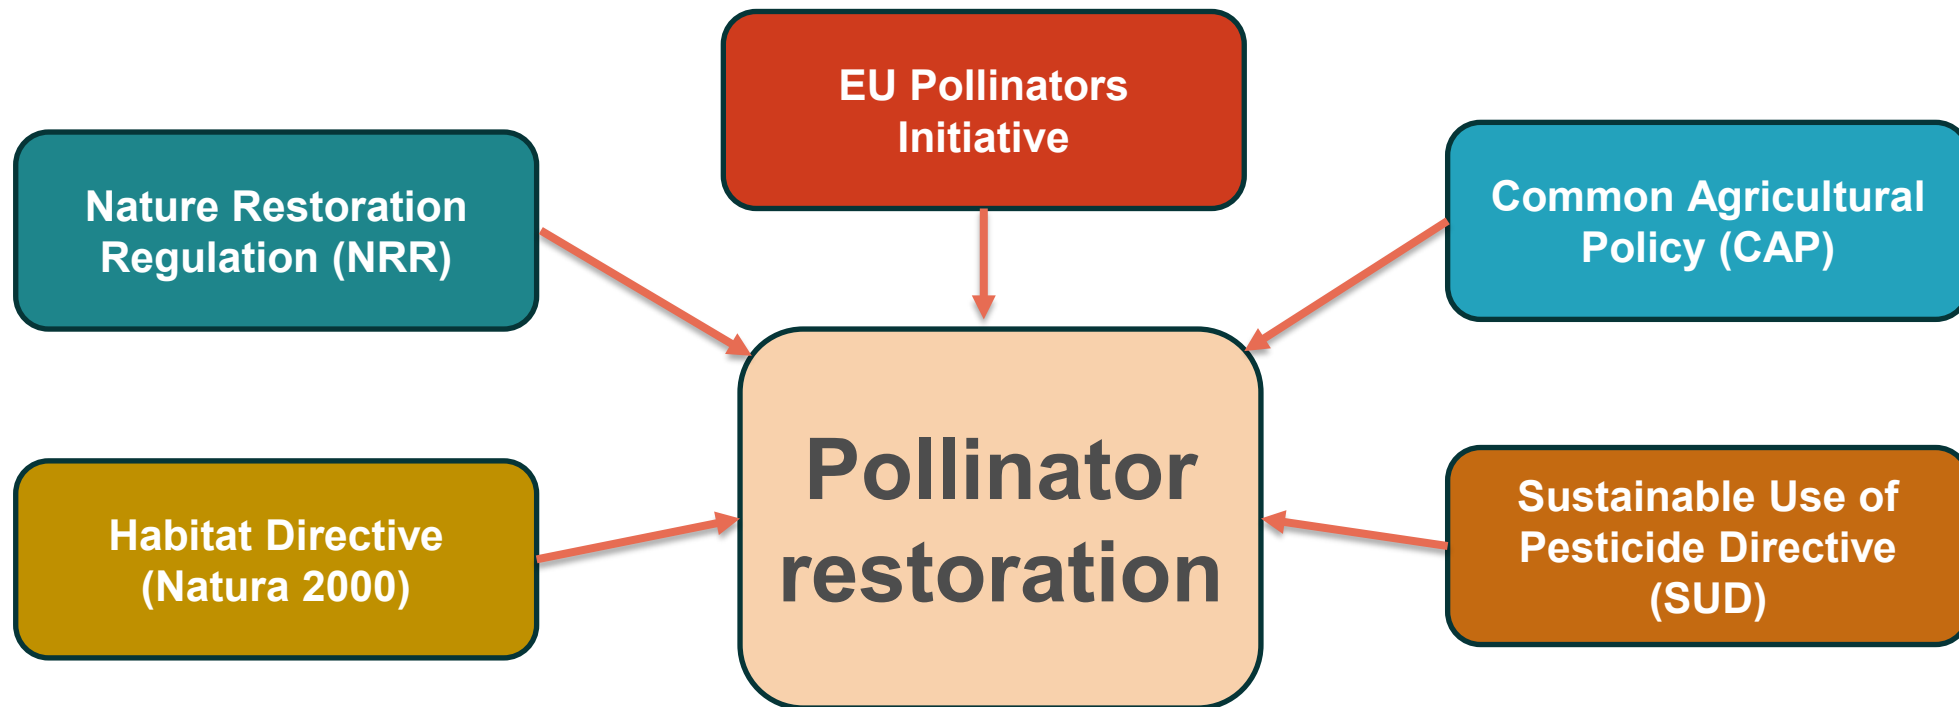 EU Pollinators
Initiative
Nature Restoration
Regulation (NRR)
Common Agricultural
Policy (CAP)
Pollinator
restoration
Habitat Directive
(Natura 2000)
Sustainable Use of
Pesticide Directive
(SUD)